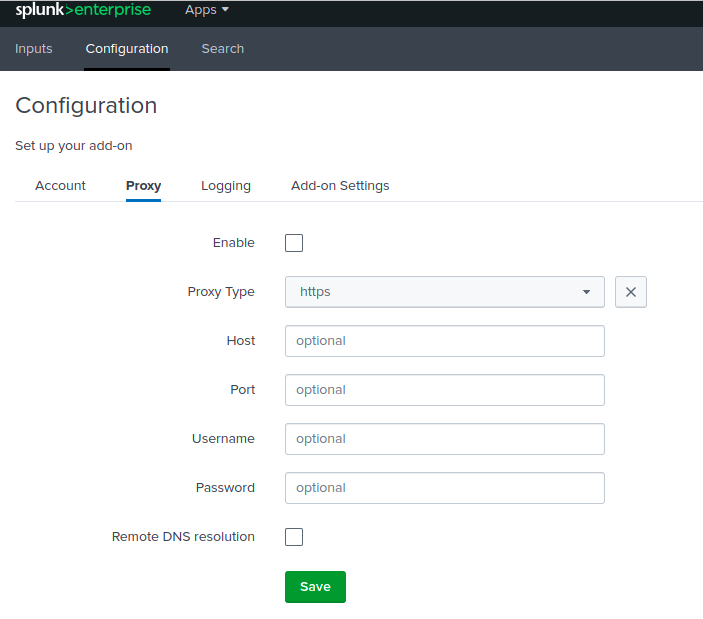 splunk>enterprise Apps
Inputs Configuration Search
Configuration
Set up your add-on
Account Proxy Logging Add-on Settings
Enable
Proxy Type https
Host optional
Port optional
Username optional
Password optional
Remote DNS resolution
Save